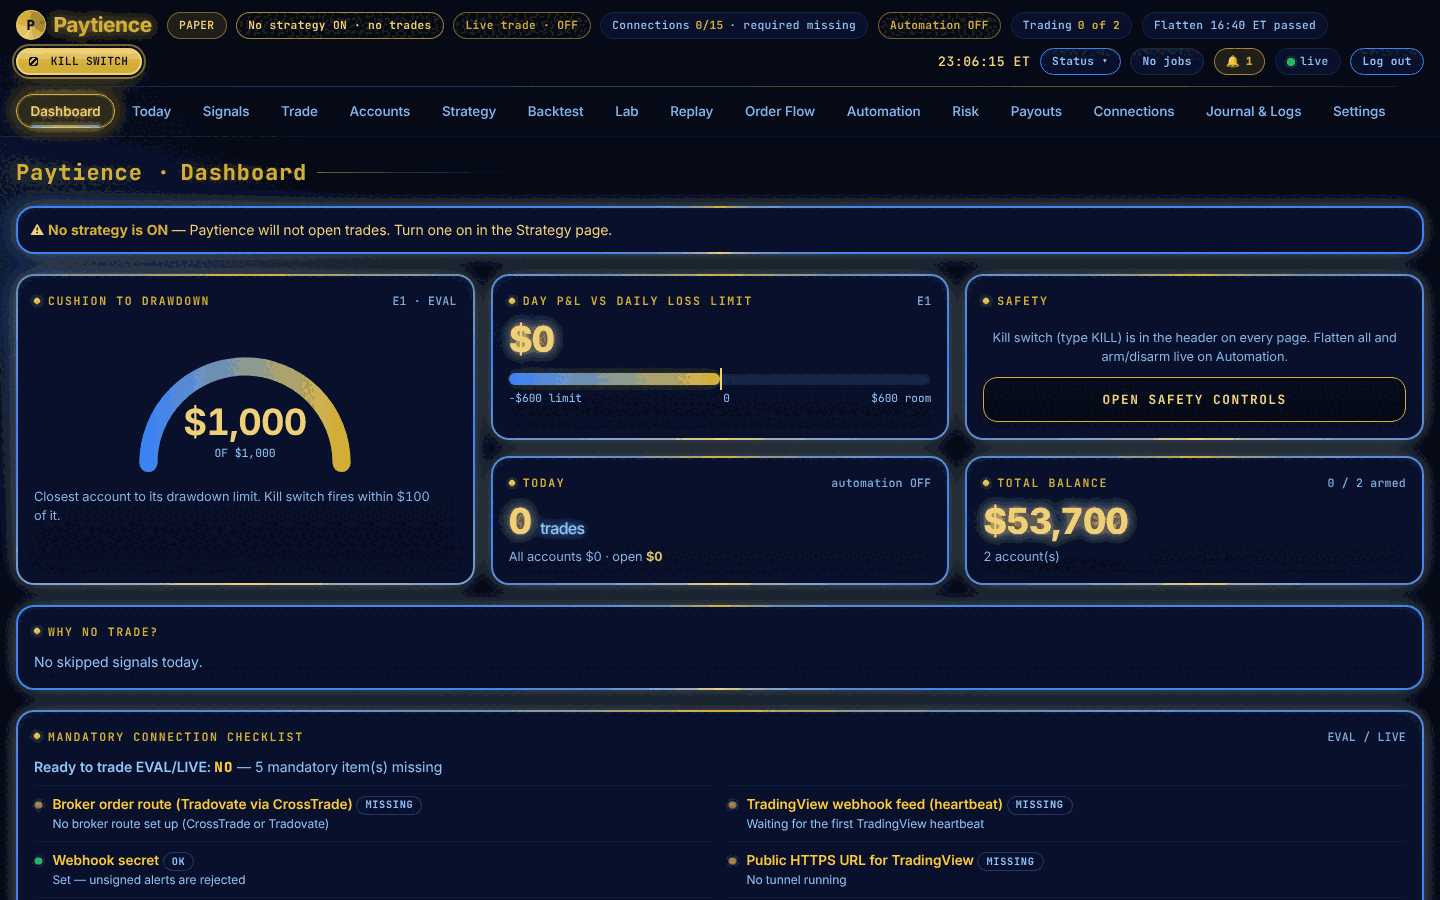 P Paytience PAPER No strategy ON · no trades Live trade · OFF Connections 0/15 · required missing Automation OFF Trading 0 of 2 Flatten 16:40 ET passed
KILL SWITCH 23:06:15 ET Status ▾ No jobs 🔔 1 live Log out
Dashboard Today Signals Trade Accounts Strategy Backtest Lab Replay Order Flow Automation Risk Payouts Connections Journal & Logs Settings
Paytience · Dashboard
⚠ No strategy is ON — Paytience will not open trades. Turn one on in the Strategy page.
CUSHION TO DRAWDOWN E1 · EVAL
$1,000
OF $1,000
Closest account to its drawdown limit. Kill switch fires within $100
of it.
DAY P&L VS DAILY LOSS LIMIT E1
$0
-$600 limit 0 $600 room
SAFETY
Kill switch (type KILL) is in the header on every page. Flatten all and
arm/disarm live on Automation.
OPEN SAFETY CONTROLS
TODAY automation OFF
0 trades
All accounts $0 · open $0
TOTAL BALANCE 0 / 2 armed
$53,700
2 account(s)
WHY NO TRADE?
No skipped signals today.
MANDATORY CONNECTION CHECKLIST EVAL / LIVE
Ready to trade EVAL/LIVE: NO — 5 mandatory item(s) missing
Broker order route (Tradovate via CrossTrade) MISSING
No broker route set up (CrossTrade or Tradovate)
TradingView webhook feed (heartbeat) MISSING
Waiting for the first TradingView heartbeat
Webhook secret OK
Set — unsigned alerts are rejected
Public HTTPS URL for TradingView MISSING
No tunnel running